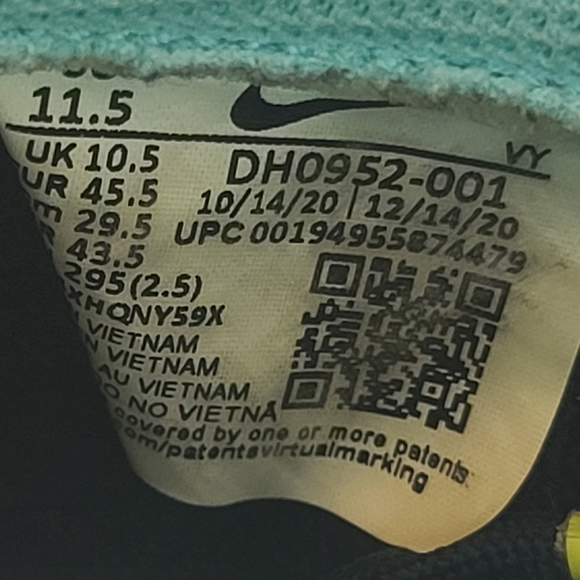 11.5
VY
UK 10.5
DH0952-001
UR 45.5
10/14/20 | 12/14/20
m 29.5
UPC 00194955874479
R 43.5
295(2.5)
XHQNY59X
VIETNAM
N VIETNAM
AU VIETNAM
O NO VIETNA
covered by one or more patents.
com/patentsvirtualmarking